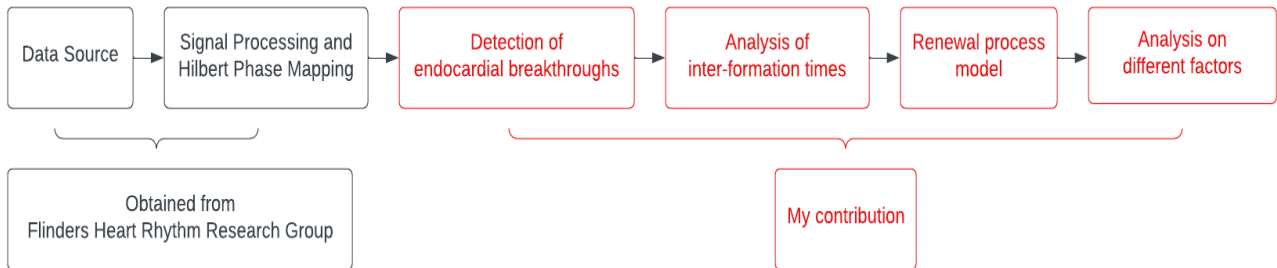 Data Source
Signal Processing and
Hilbert Phase Mapping
Detection of
endocardial breakthroughs
Analysis of
inter-formation times
Renewal process
model
Analysis on
different factors
Obtained from
Flinders Heart Rhythm Research Group
My contribution